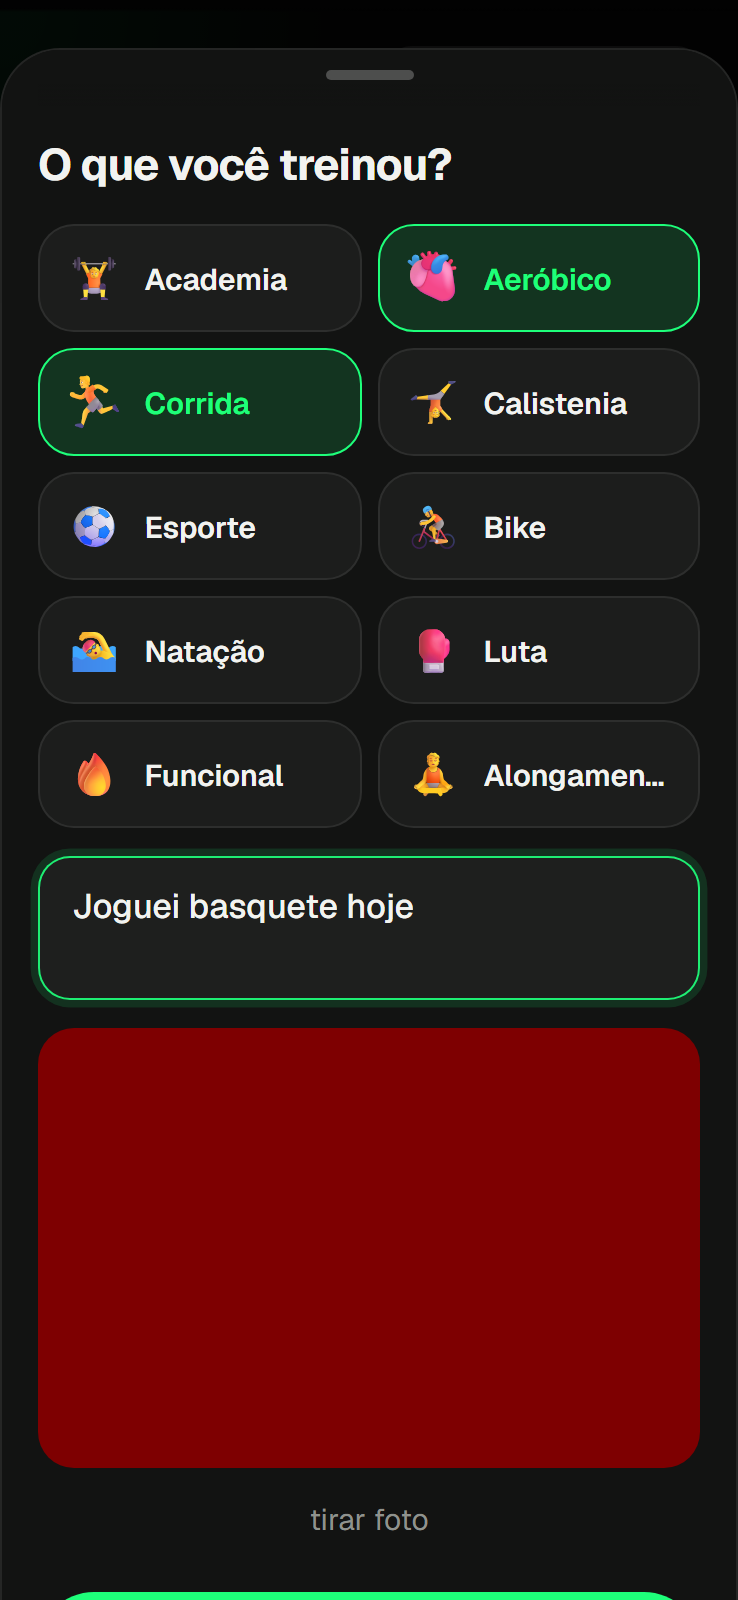 O que você treinou?
Academia
Aeróbico
Corrida
Calistenia
Esporte
Bike
Natação
Luta
Funcional
Alongamen...
Joguei basquete hoje
tirar foto